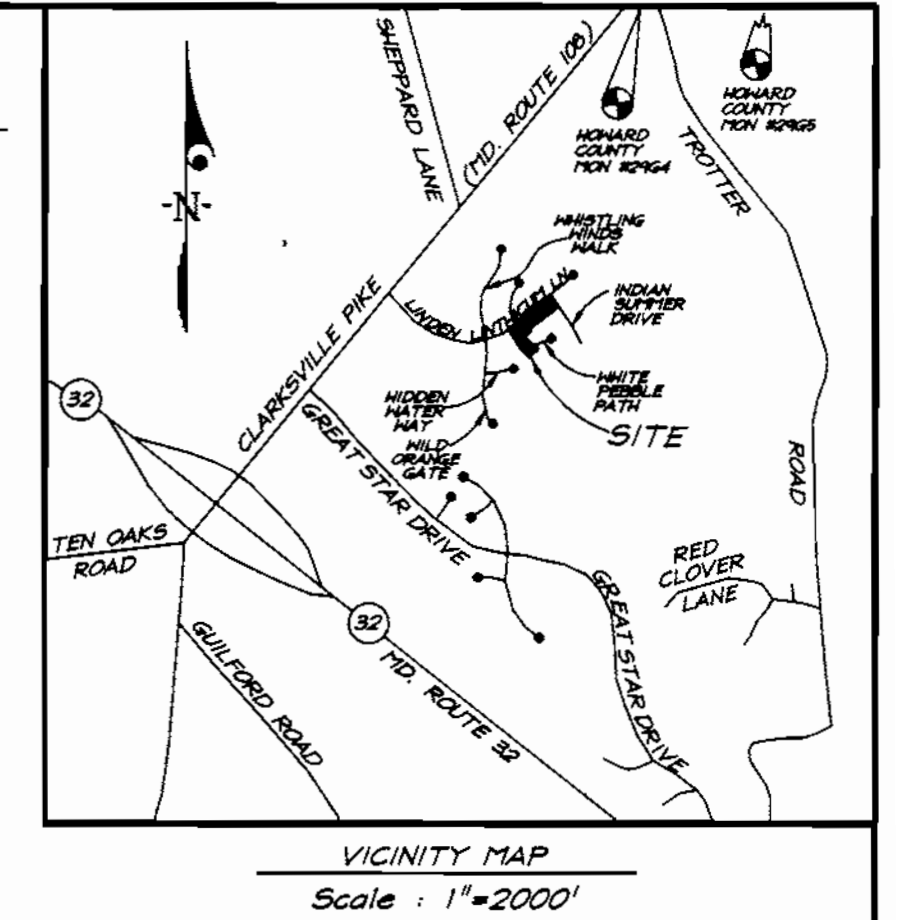 SHEPPARD LANE
(MD. ROUTE 108)
HOWARD
COUNTY
MON #29G4
HOWARD
COUNTY
MON #29G5
TROTTER
-N-
WHISTLING
WINDS
WALK
INDIAN
SUMMER
DRIVE
LINDEN LINTHICUM LN.
CLARKSVILLE PIKE
32
HIDDEN
WATER
WAY
WHITE
PEBBLE
PATH
SITE
WILD
ORANGE
GATE
GREAT STAR DRIVE
ROAD
TEN OAKS
ROAD
RED
CLOVER
LANE
32
GREAT STAR DRIVE
GUILFORD ROAD
MD. ROUTE 32
VICINITY MAP
Scale : 1"=2000'